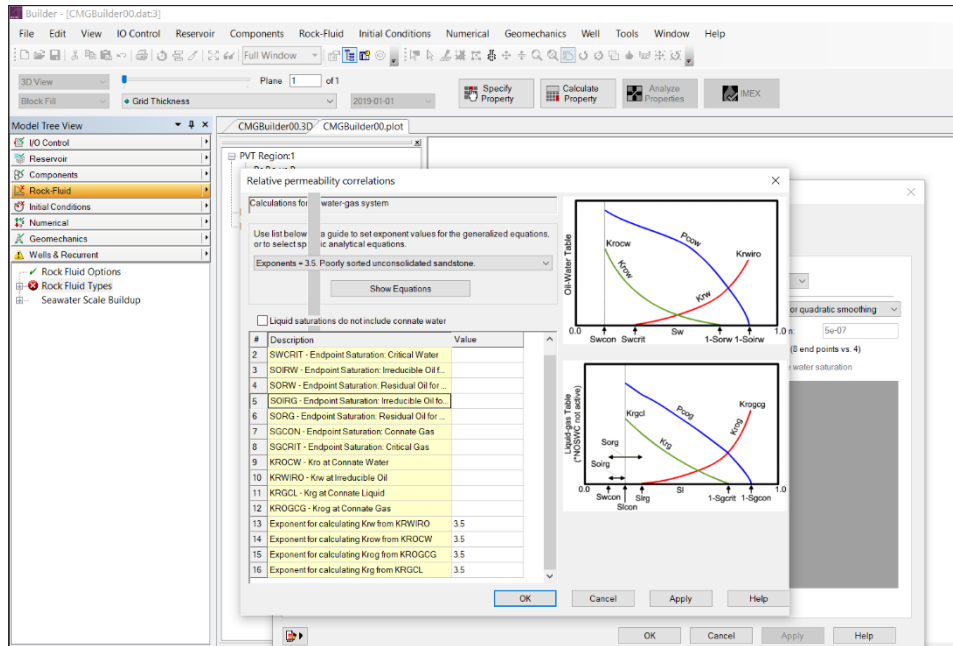 Builder - [CMGBuilder00.dat:3]
File Edit View IO Control Reservoir Components Rock-Fluid Initial Conditions Numerical Geomechanics Well Tools Window Help
Full Window
3D View
Plane 1 of 1
Block Fill
Grid Thickness
2019-01-01
Specify Property
Calculate Property
Analyze Properties
IMEX
Model Tree View
I/O Control
Reservoir
Components
Rock-Fluid
Initial Conditions
Numerical
Geomechanics
Wells & Recurrent
Rock Fluid Options
Rock Fluid Types
Seawater Scale Buildup
CMGBuilder00.3D
CMGBuilder00.plot
PVT Region:1
Relative permeability correlations
Calculations for water-gas system
Use list below a guide to set exponent values for the generalized equations,
or to select sp ic analytical equations.
Exponents = 3.5. Poorly sorted unconsolidated sandstone.
Show Equations
Liquid saturations do not include connate water
# Description Value
2 SWCRIT - Endpoint Saturation: Critical Water
3 SOIRW - Endpoint Saturation: Irreducible Oil f...
4 SORW - Endpoint Saturation: Residual Oil for ...
5 SOIRG - Endpoint Saturation: Irreducible Oil fo...
6 SORG - Endpoint Saturation: Residual Oil for ...
7 SGCON - Endpoint Saturation: Connate Gas
8 SGCRIT - Endpoint Saturation: Critical Gas
9 KROCW - Kro at Connate Water
10 KRWIRO - Krw at Irreducible Oil
11 KRGCL - Krg at Connate Liquid
12 KROGCG - Krog at Connate Gas
13 Exponent for calculating Krw from KRWIRO 3.5
14 Exponent for calculating Krow from KROCW 3.5
15 Exponent for calculating Krog from KROGCG 3.5
16 Exponent for calculating Krg from KRGCL 3.5
OK Cancel Apply Help
Oil-Water Table
Krocw
Pcow
Krwiro
Krow
Krw
0.0 Sw 1.0
Swcon Swcrit 1-Sorw 1-Soirw
Liquid-gas Table
(*NOSWC not active)
Krgcl
Pcog
Krogcg
Krog
Krg
Sorg
Soirg
0.0 Sl 1.0
Swcon Slrg 1-Sgcrit 1-Sgcon
Slcon
or quadratic smoothing
n: 5e-07
(8 end points vs. 4)
water saturation
OK Cancel Apply Help